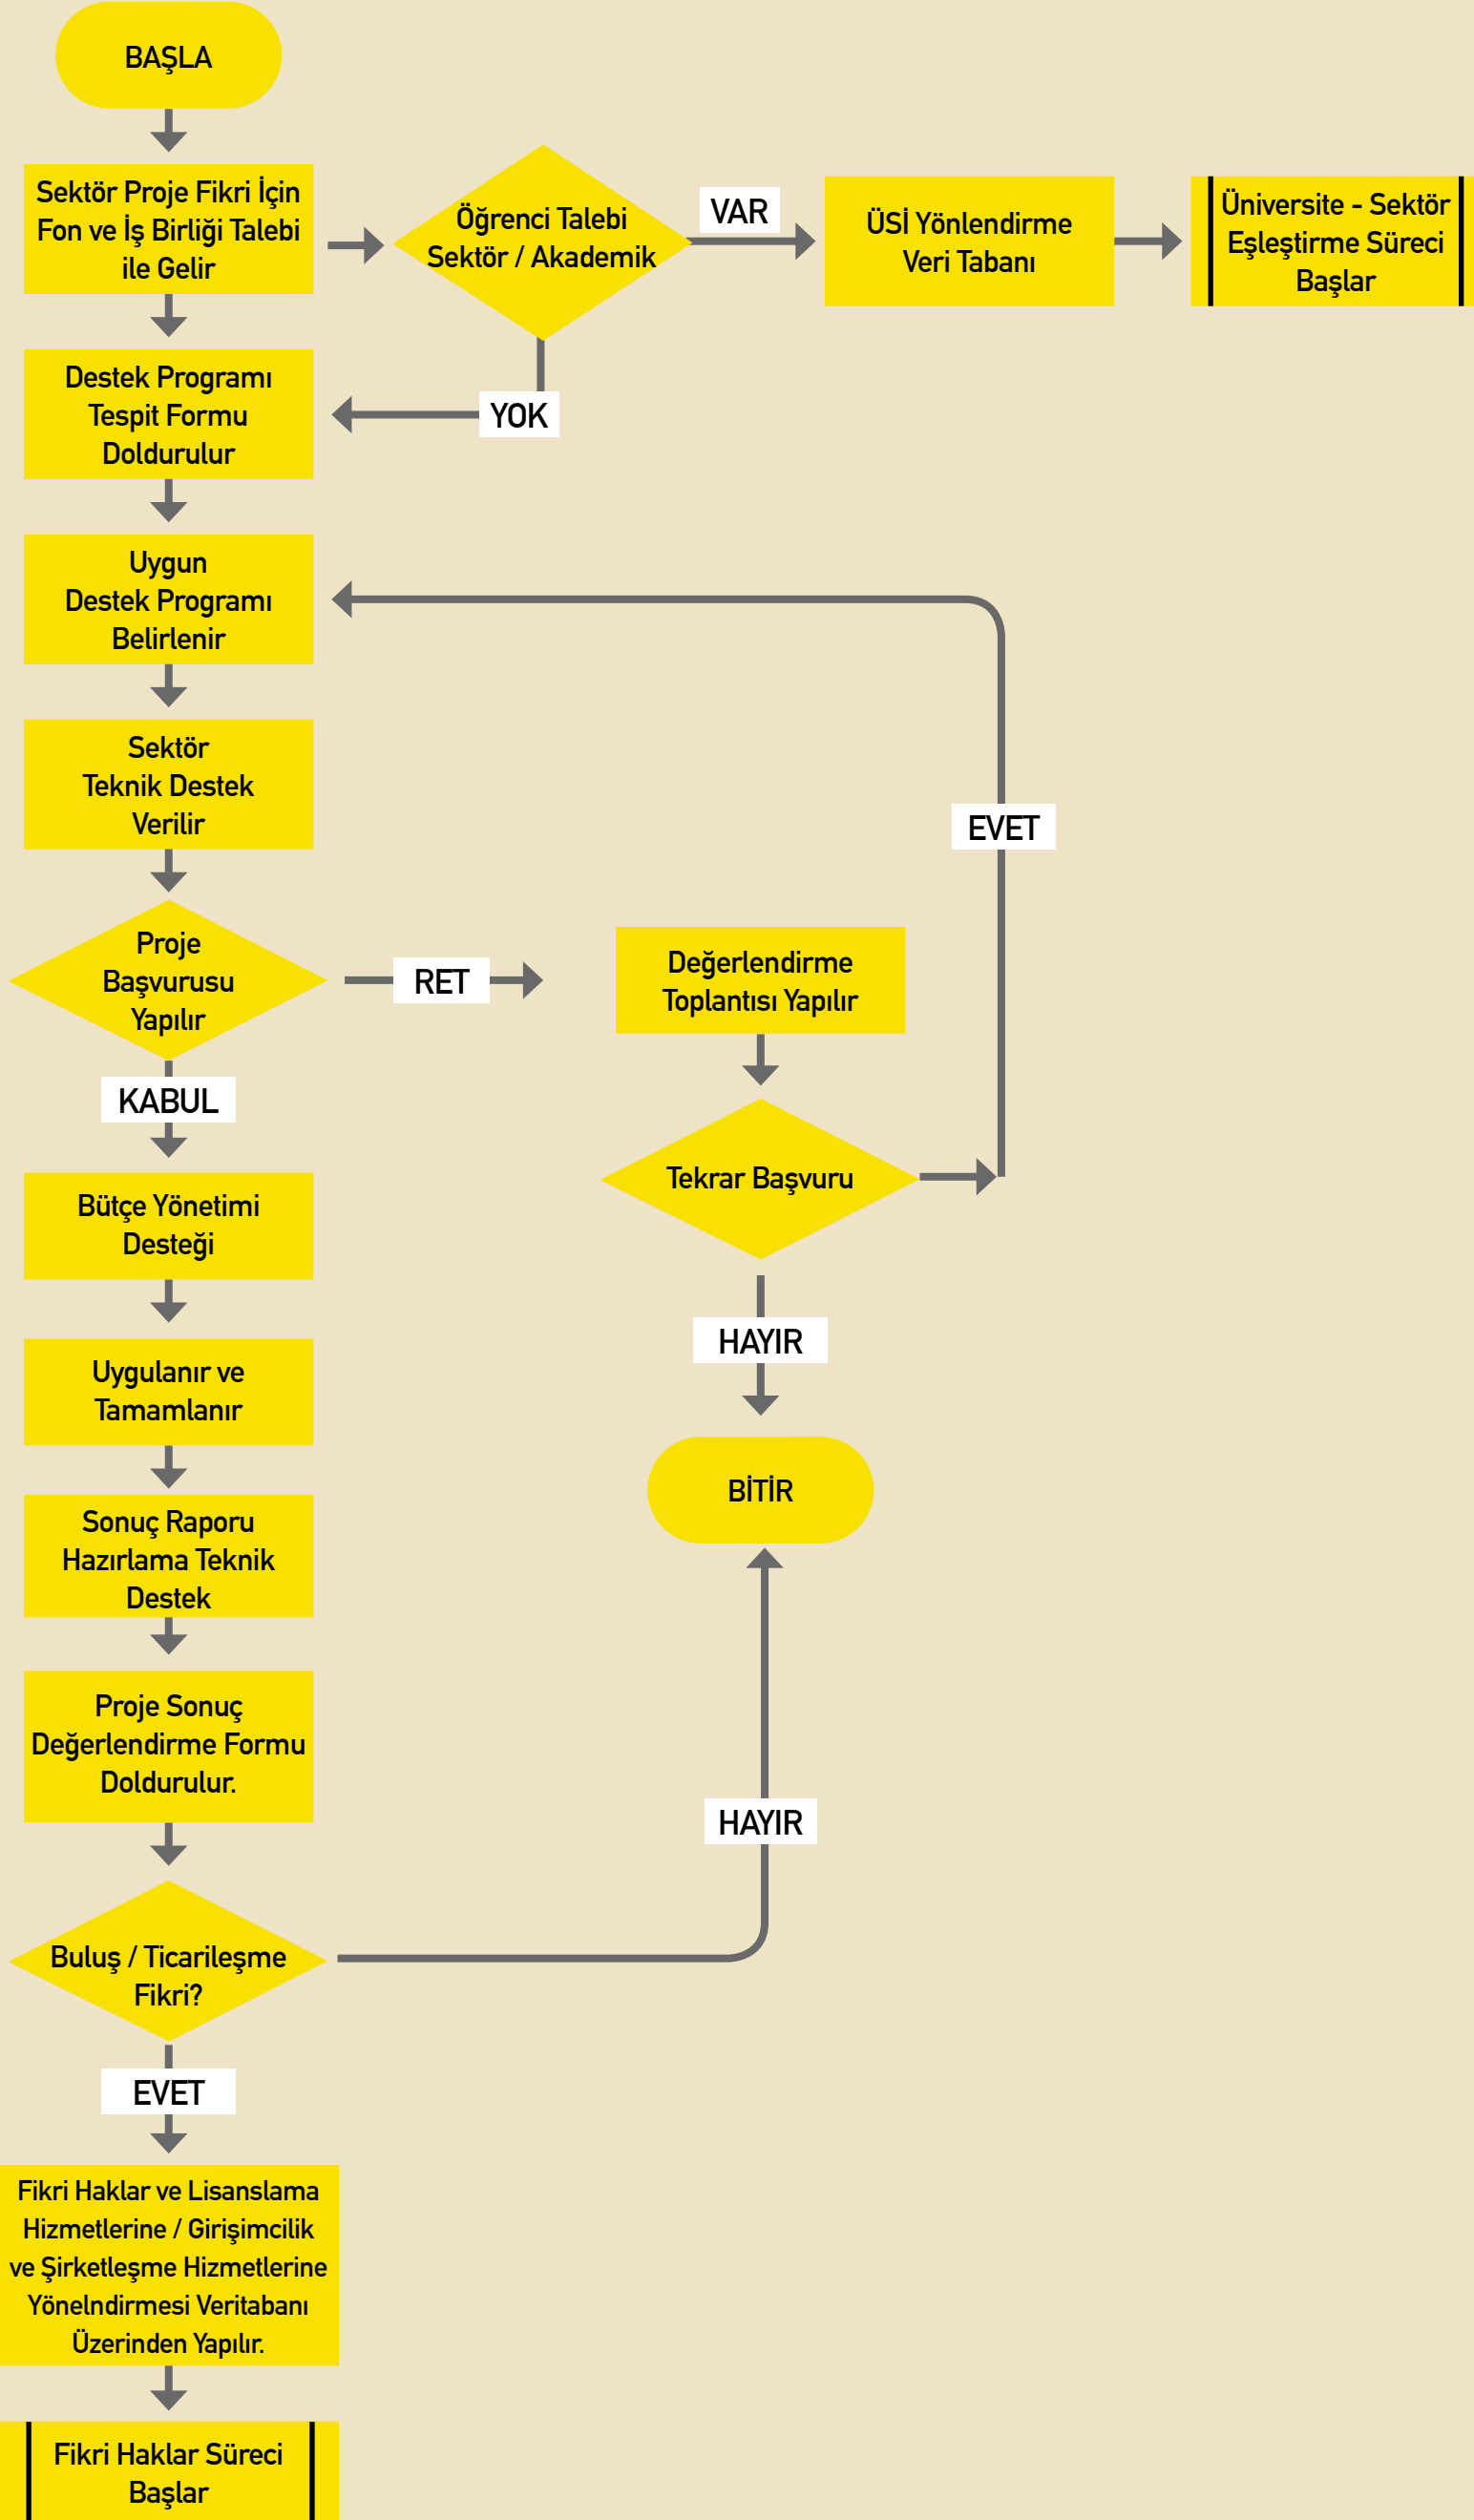 BAŞLA
Sektör Proje Fikri İçin
Fon ve İş Birliği Talebi
ile Gelir
Öğrenci Talebi
Sektör / Akademik
VAR
ÜSİ Yönlendirme
Veri Tabanı
Üniversite - Sektör
Eşleştirme Süreci
Başlar
YOK
Destek Programı
Tespit Formu
Doldurulur
Uygun
Destek Programı
Belirlenir
Sektör
Teknik Destek
Verilir
EVET
Proje
Başvurusu
Yapılır
RET
Değerlendirme
Toplantısı Yapılır
KABUL
Tekrar Başvuru
Bütçe Yönetimi
Desteği
HAYIR
Uygulanır ve
Tamamlanır
BİTİR
Sonuç Raporu
Hazırlama Teknik
Destek
Proje Sonuç
Değerlendirme Formu
Doldurulur.
HAYIR
Buluş / Ticarileşme
Fikri?
EVET
Fikri Haklar ve Lisanslama
Hizmetlerine / Girişimcilik
ve Şirketleşme Hizmetlerine
Yönelndirmesi Veritabanı
Üzerinden Yapılır.
Fikri Haklar Süreci
Başlar